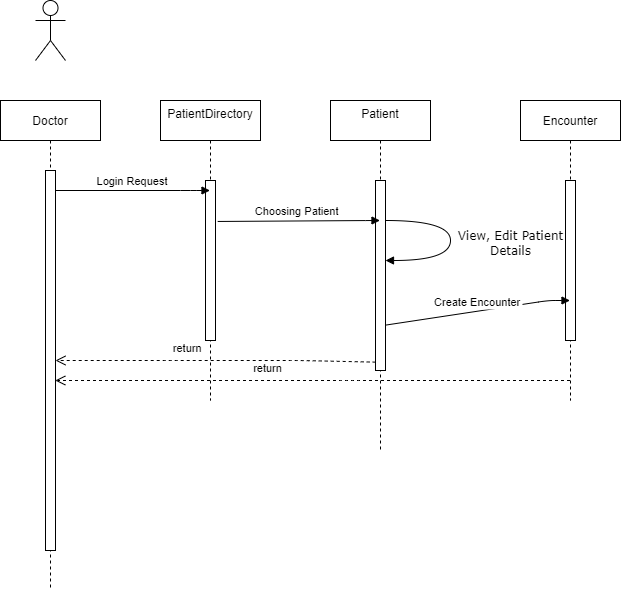 Doctor
PatientDirectory
Patient
Encounter
Login Request
Choosing Patient
View, Edit Patient
Details
Create Encounter
return
return